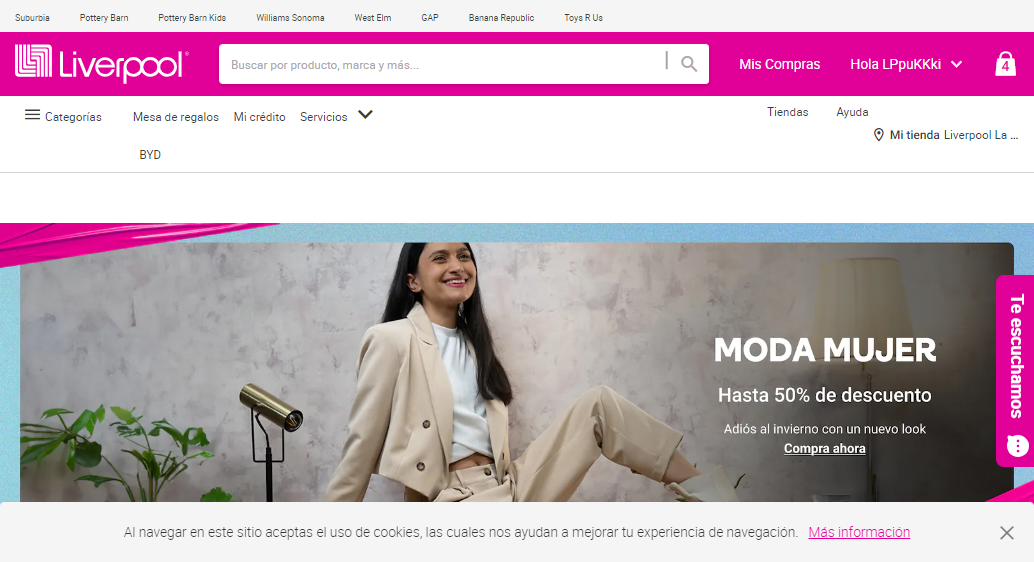 Suburbia Pottery Barn Pottery Barn Kids Williams Sonoma West Elm GAP Banana Republic Toys R Us
Liverpool®
Buscar por producto, marca y más...
Mis Compras
Hola LPpuKKki
4
Categorías
Mesa de regalos Mi crédito Servicios
Tiendas Ayuda
Mi tienda Liverpool La ...
BYD
MODA MUJER
Hasta 50% de descuento
Adiós al invierno con un nuevo look
Compra ahora
Te escuchamos
Al navegar en este sitio aceptas el uso de cookies, las cuales nos ayudan a mejorar tu experiencia de navegación. Más información